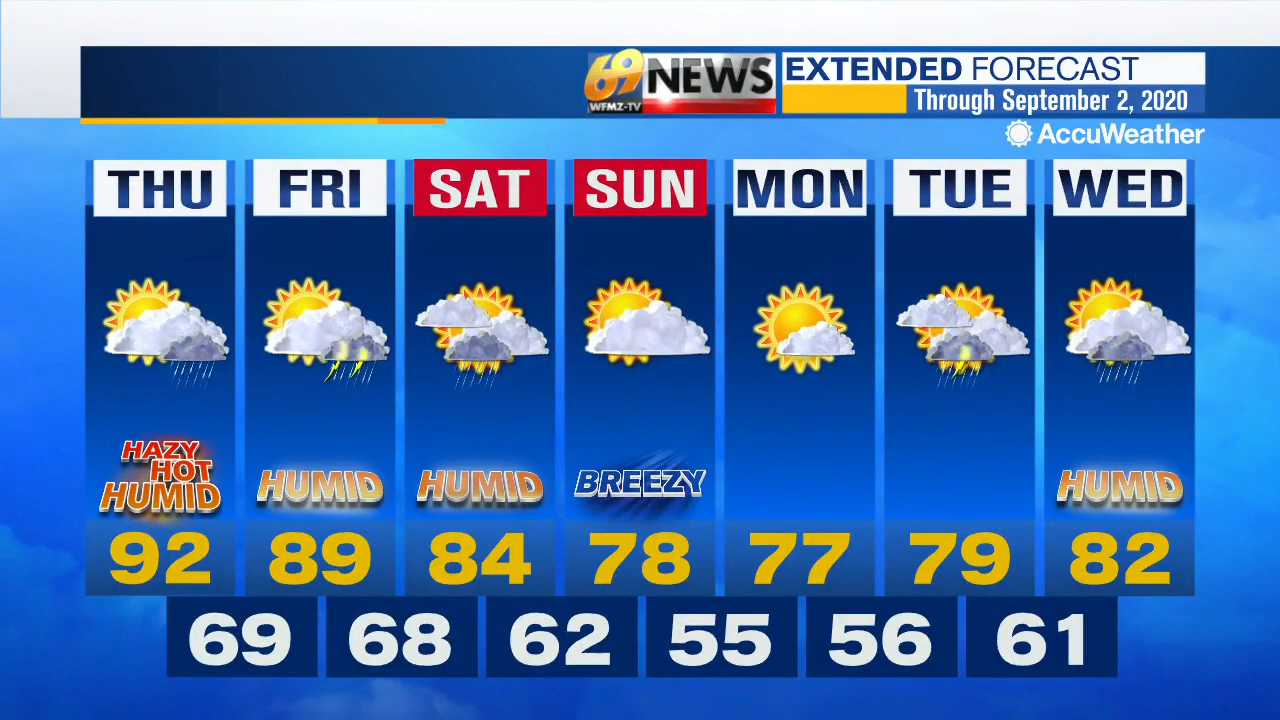 69 NEWS
WFMZ-TV
EXTENDED FORECAST
Through September 2, 2020
AccuWeather
THU FRI SAT SUN MON TUE WED
HAZY
HOT
HUMID HUMID HUMID BREEZY HUMID
92 89 84 78 77 79 82
69 68 62 55 56 61